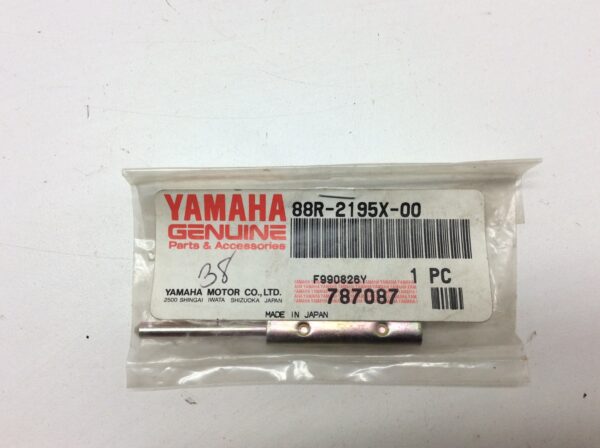 YAMAHA
GENUINE
Parts & Accessories
88R-2195X-00
38
F990826Y
1 PC
787087
YAMAHA MOTOR CO., LTD.
2500 SHINGAI IWATA SHIZUOKA JAPAN
MADE IN JAPAN